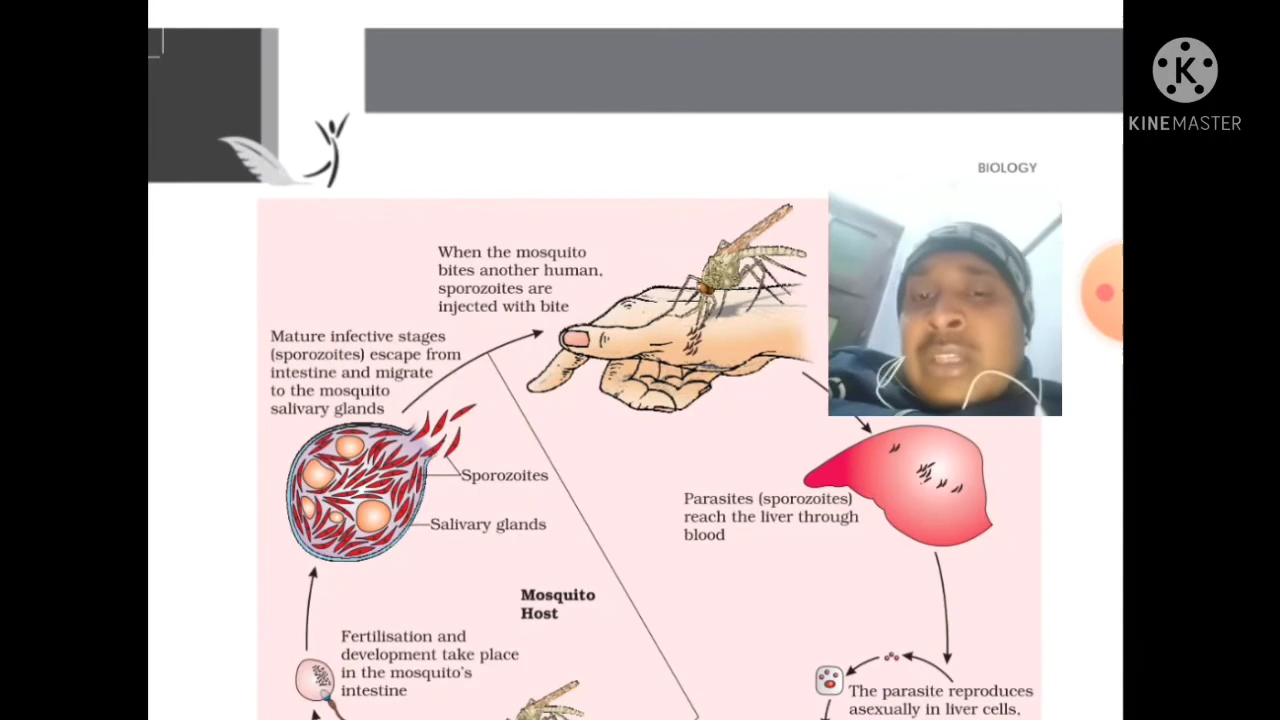 KINEMASTER
BIOLOGY
When the mosquito
bites another human,
sporozoites are
injected with bite
Mature infective stages
(sporozoites) escape from
intestine and migrate
to the mosquito
salivary glands
Sporozoites
Salivary glands
Parasites (sporozoites)
reach the liver through
blood
Mosquito
Host
Fertilisation and
development take place
in the mosquito's
intestine
The parasite reproduces
asexually in liver cells,